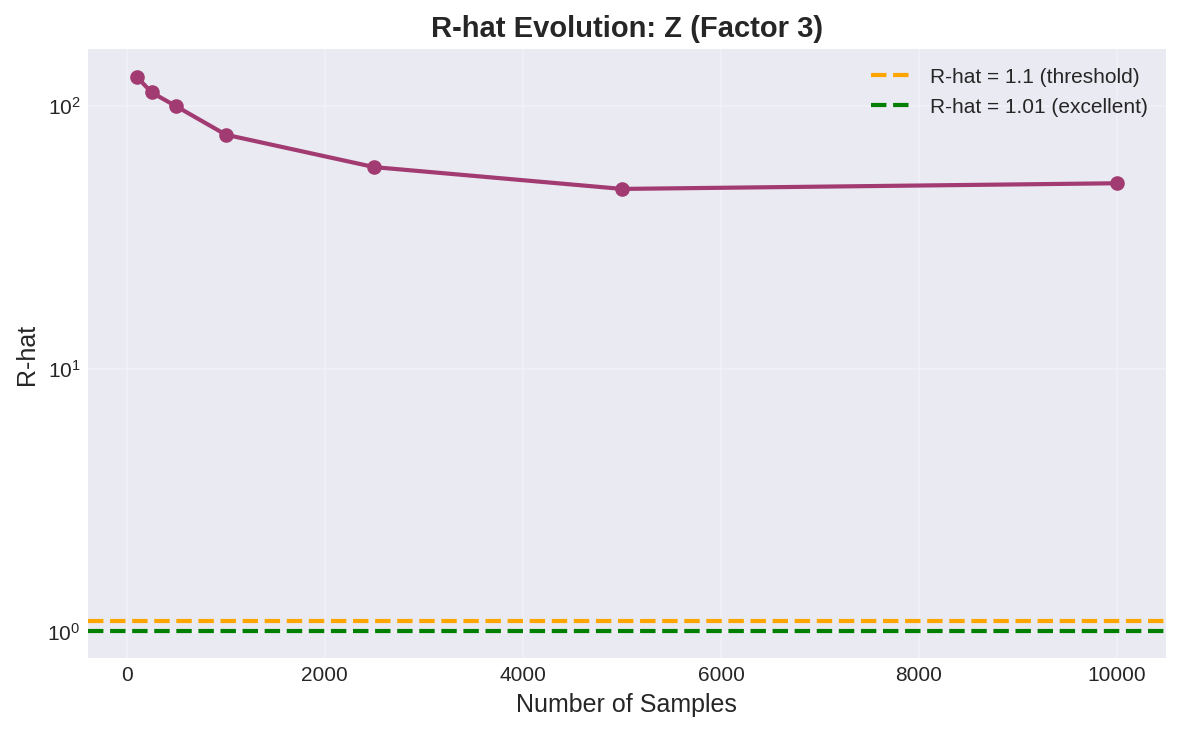 R-hat Evolution: Z (Factor 3)
R-hat = 1.1 (threshold)
R-hat = 1.01 (excellent)
10²
10¹
10⁰
R-hat
0 2000 4000 6000 8000 10000
Number of Samples